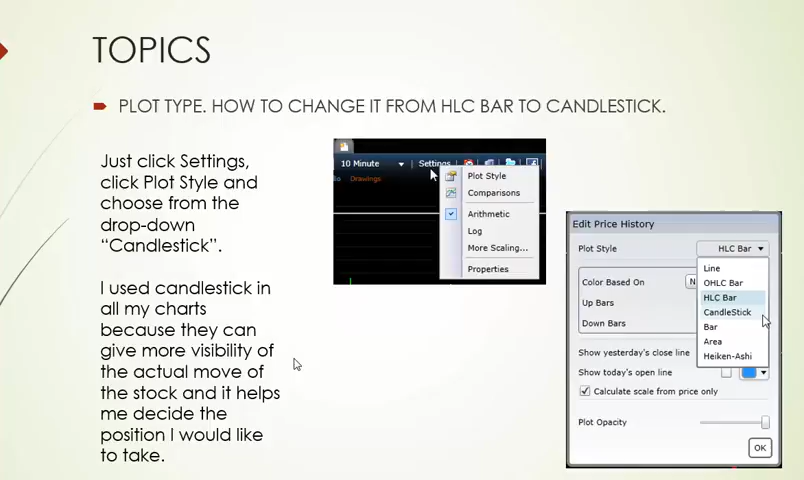 TOPICS
PLOT TYPE. HOW TO CHANGE IT FROM HLC BAR TO CANDLESTICK.
Just click Settings,
click Plot Style and
choose from the
drop-down
“Candlestick”.
I used candlestick in
all my charts
because they can
give more visibility of
the actual move of
the stock and it helps
me decide the
position I would like
to take.
10 Minute Settings
Drawings
Plot Style
Comparisons
Arithmetic
Log
More Scaling...
Properties
Edit Price History
Plot Style HLC Bar
Line
OHLC Bar
HLC Bar
CandleStick
Bar
Area
Heiken-Ashi
Color Based On N
Up Bars
Down Bars
Show yesterday's close line
Show today's open line
Calculate scale from price only
Plot Opacity
OK